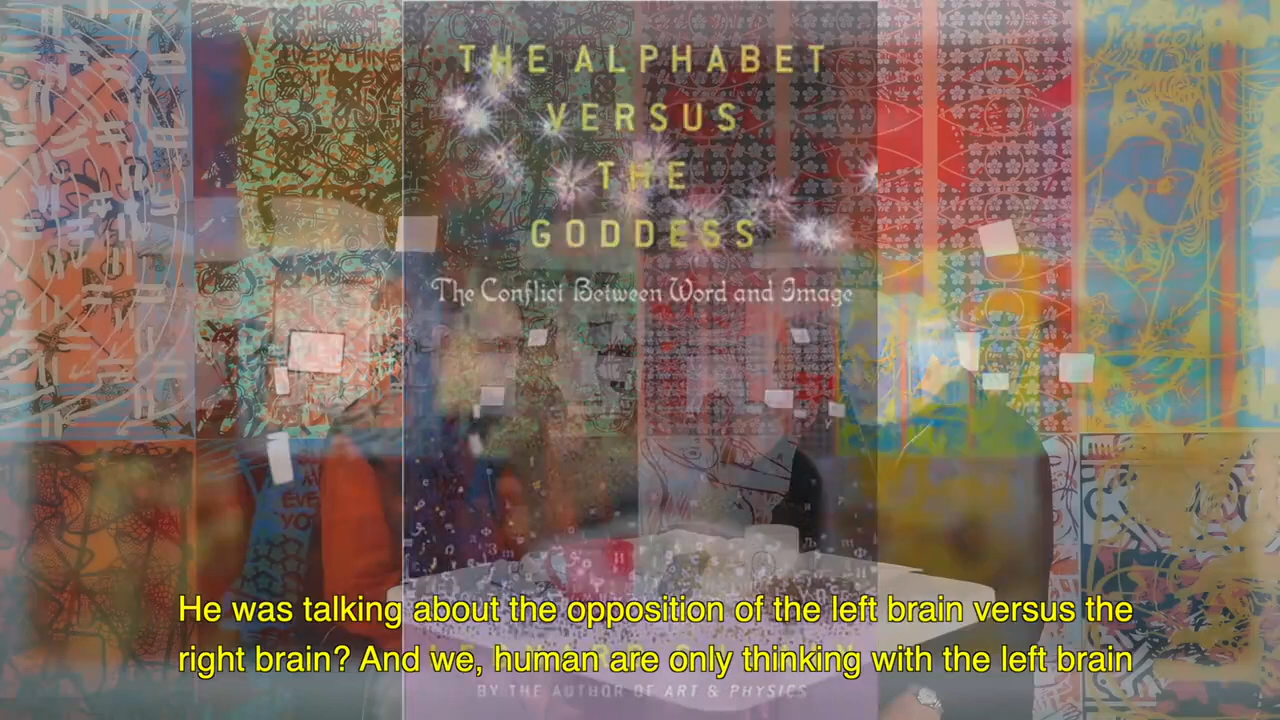 THE ALPHABET
VERSUS
THE
GODDESS
The Conflict Between Word and Image
He was talking about the opposition of the left brain versus the
right brain? And we, human are only thinking with the left brain
BY THE AUTHOR OF ART & PHYSICS